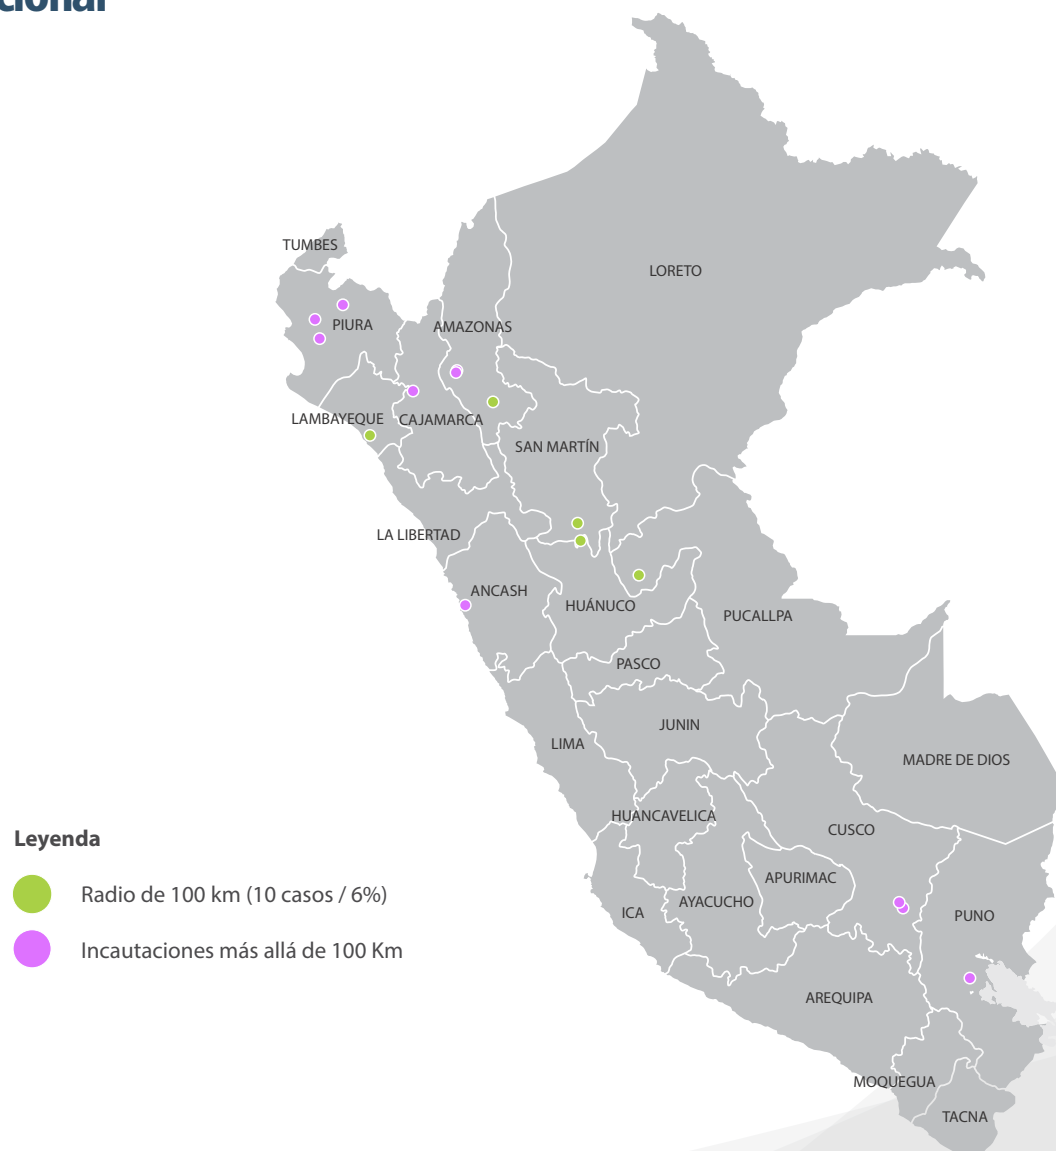 TUMBES
LORETO
PIURA
AMAZONAS
LAMBAYEQUE
CAJAMARCA
SAN MARTÍN
LA LIBERTAD
ANCASH
HUÁNUCO
PUCALLPA
PASCO
JUNIN
LIMA
MADRE DE DIOS
HUANCAVELICA
CUSCO
Leyenda
APURIMAC
Radio de 100 km (10 casos / 6%)
AYACUCHO
ICA
PUNO
Incautaciones más allá de 100 Km
AREQUIPA
MOQUEGUA
TACNA